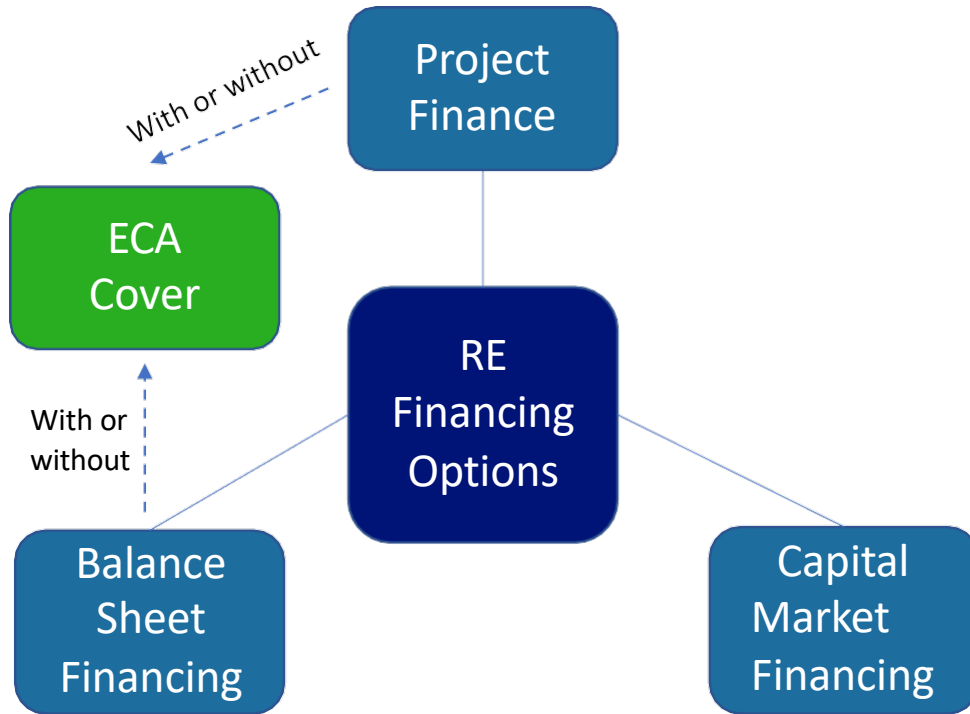 Project
Finance
With or without
ECA
Cover
RE
Financing
Options
With or
without
Balance
Sheet
Financing
Capital
Market
Financing